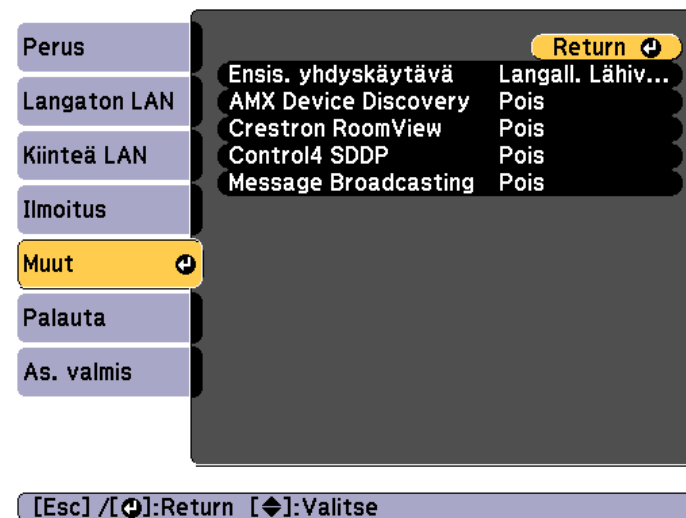 Perus
Langaton LAN
Kiinteä LAN
Ilmoitus
Muut
Palauta
As. valmis
Return
Ensis. yhdyskäytävä Langall. Lähiv...
AMX Device Discovery Pois
Crestron RoomView Pois
Control4 SDDP Pois
Message Broadcasting Pois
[Esc] /[⏎]:Return [◆]:Valitse